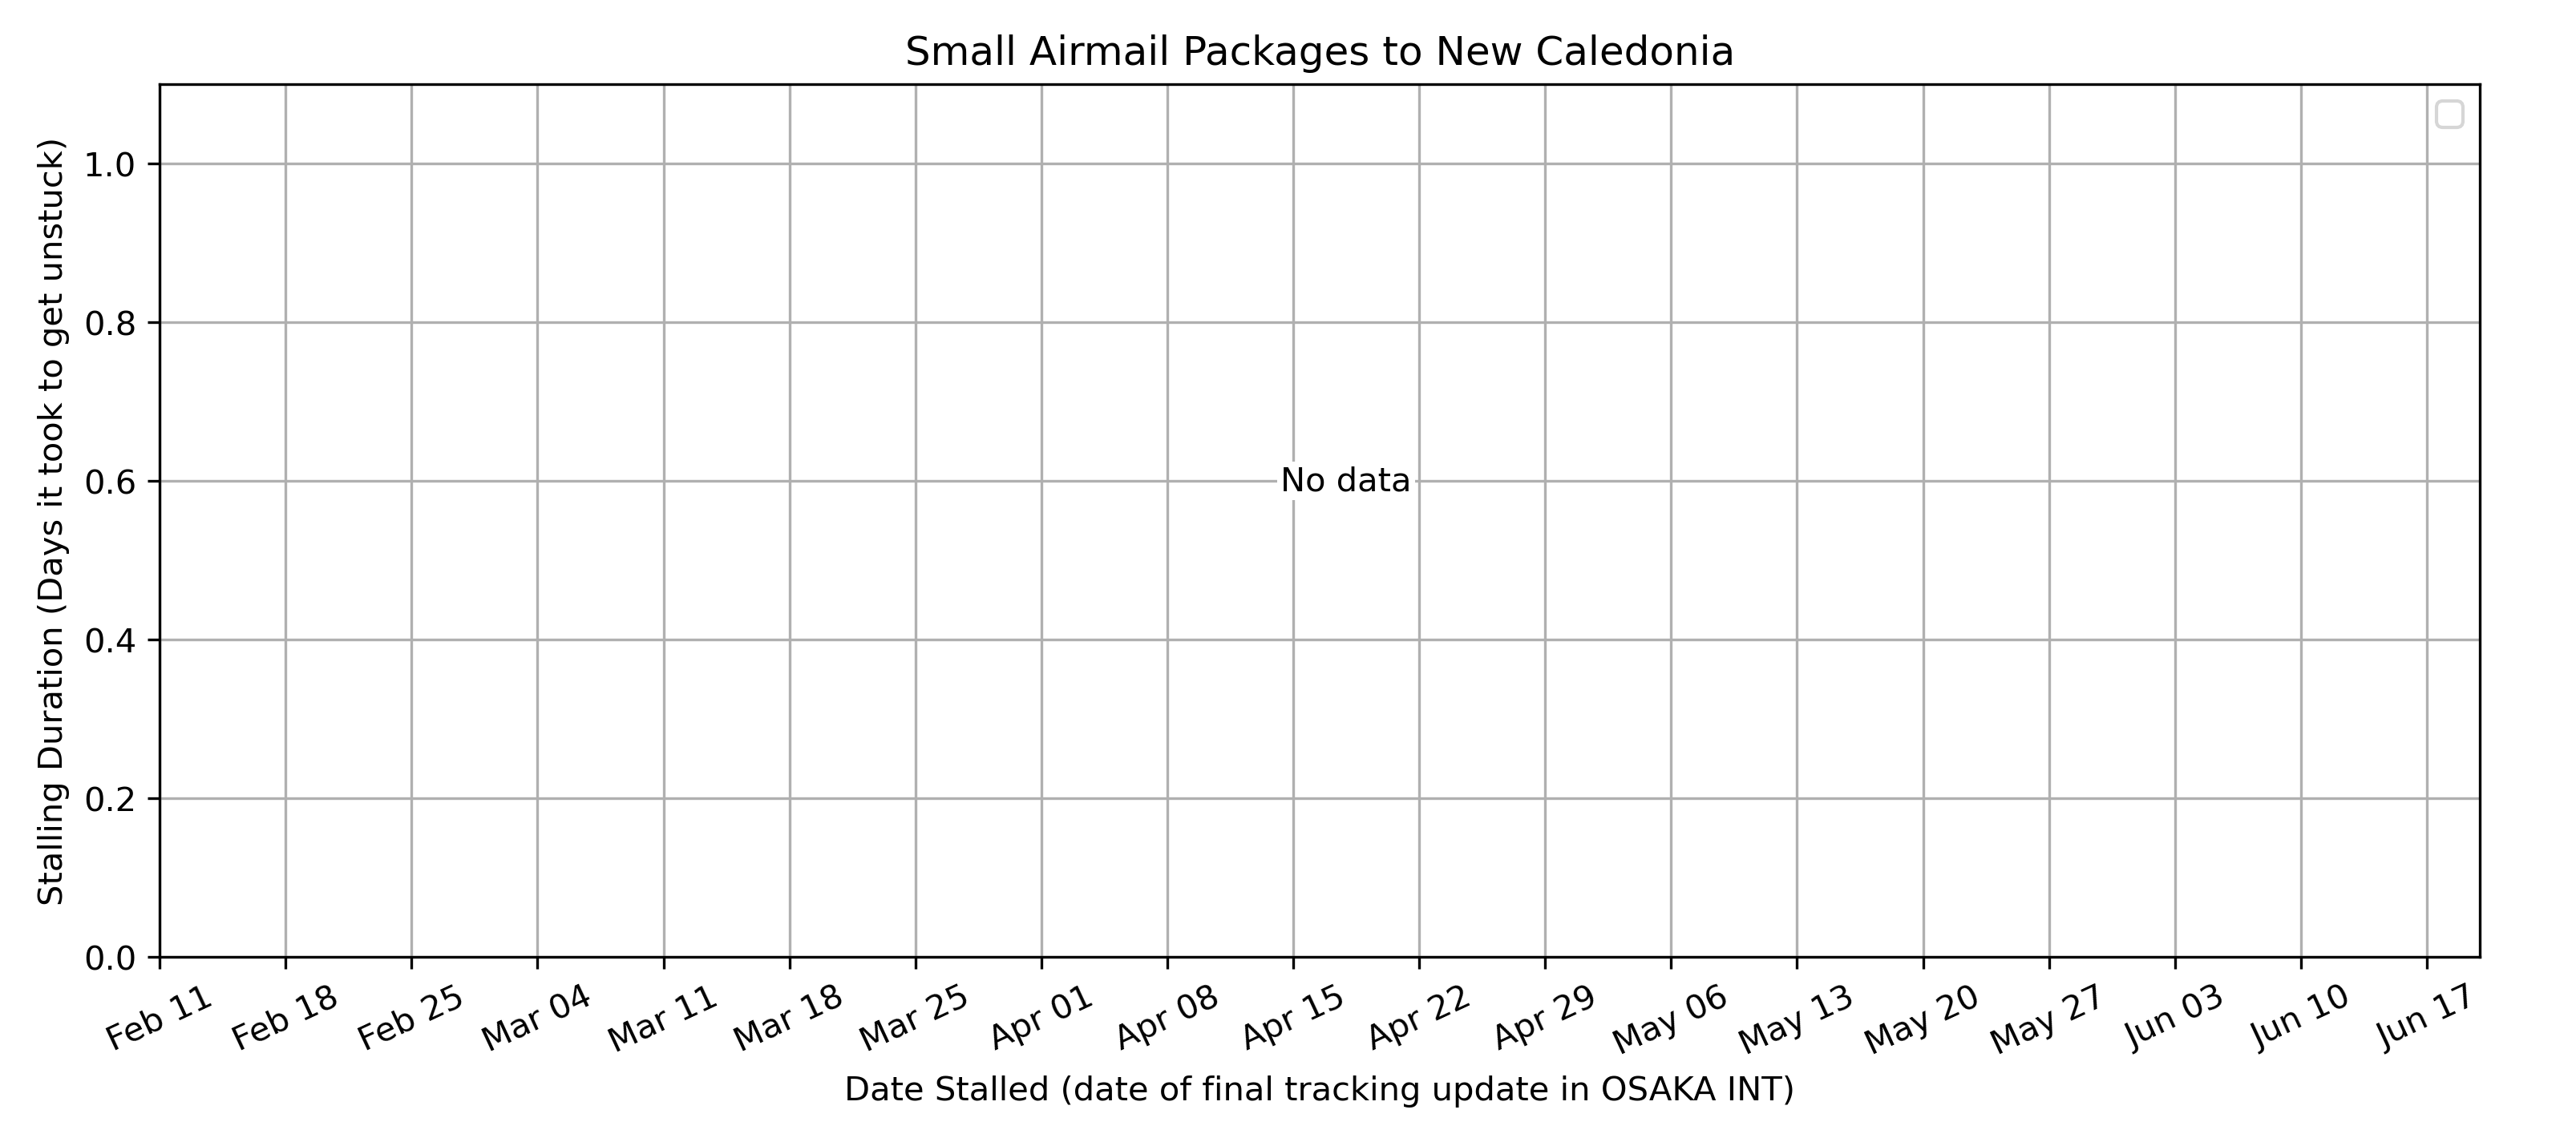 Small Airmail Packages to New Caledonia
Stalling Duration (Days it took to get unstuck)
1.0
0.8
0.6
0.4
0.2
0.0
No data
Feb 11 Feb 18 Feb 25 Mar 04 Mar 11 Mar 18 Mar 25 Apr 01 Apr 08 Apr 15 Apr 22 Apr 29 May 06 May 13 May 20 May 27 Jun 03 Jun 10 Jun 17
Date Stalled (date of final tracking update in OSAKA INT)